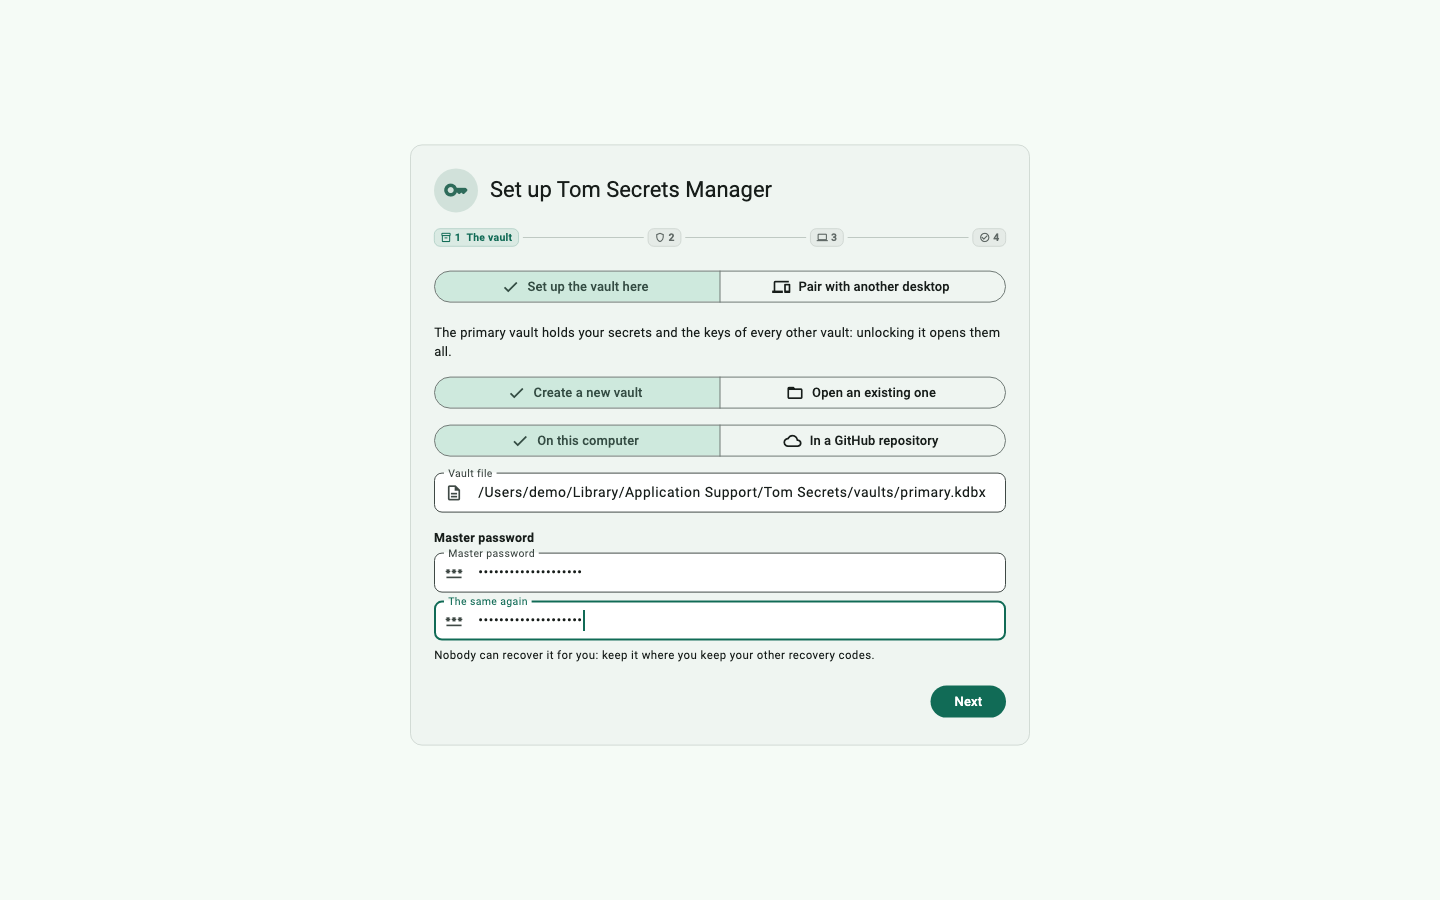 Set up Tom Secrets Manager
1 The vault
2
3
4
Set up the vault here
Pair with another desktop
The primary vault holds your secrets and the keys of every other vault: unlocking it opens them
all.
Create a new vault
Open an existing one
On this computer
In a GitHub repository
Vault file
/Users/demo/Library/Application Support/Tom Secrets/vaults/primary.kdbx
Master password
Master password
••••••••••••••••••••
The same again
••••••••••••••••••••
Nobody can recover it for you: keep it where you keep your other recovery codes.
Next